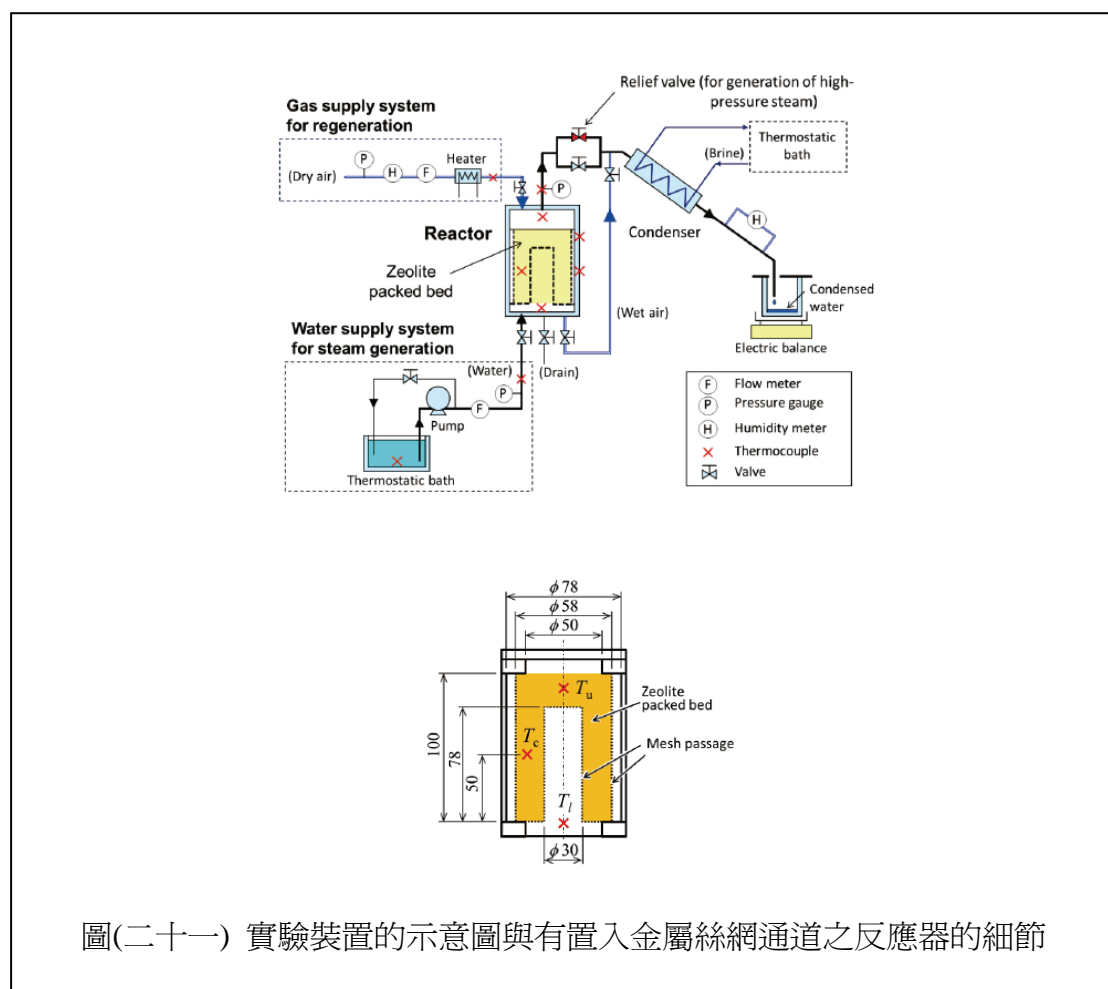 Relief valve (for generation of high-
pressure steam)
Gas supply system
for regeneration
Thermostatic
bath
(Brine)
P
Heater
(Dry air)
H
F
P
Reactor
Condenser
H
Zeolite
packed bed
Condensed
water
(Wet air)
Water supply system
for steam generation
Electric balance
(Water)
(Drain)
P
F
Pump
Thermostatic bath
F Flow meter
P Pressure gauge
H Humidity meter
Thermocouple
Valve
ϕ78
ϕ58
ϕ50
Tu
Zeolite
packed bed
Tc
Mesh passage
100
78
50
Tl
ϕ30
圖(二十一) 實驗裝置的示意圖與有置入金屬絲網通道之反應器的細節